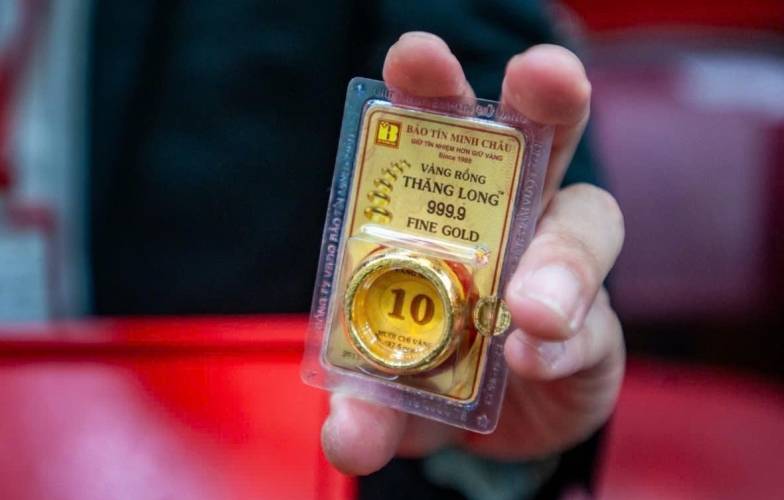 BẢO TÍN MINH CHÂU
GIỮ TÍN NHIỆM HƠN GIỮ VÀNG
Since 1989
VÀNG RỒNG
THĂNG LONG™
999.9
FINE GOLD
10
MƯỜI CHỈ VÀNG